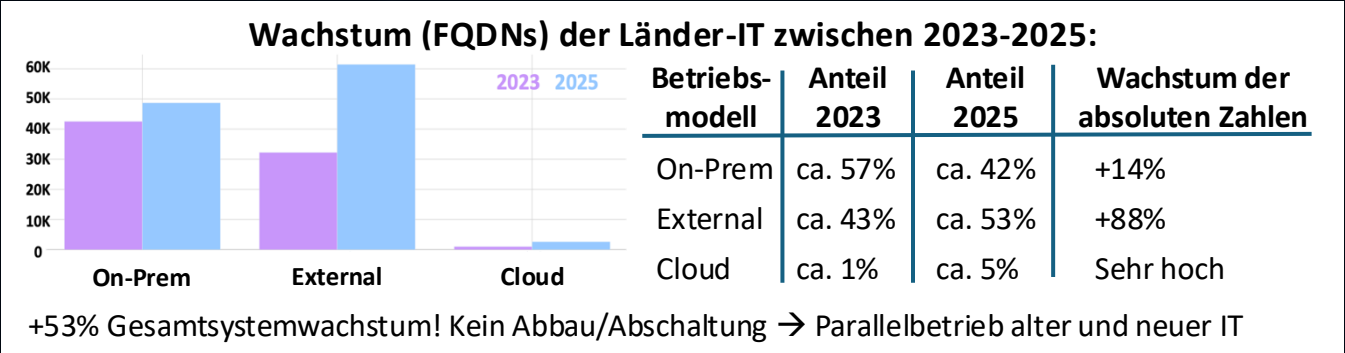 Wachstum (FQDNs) der Länder-IT zwischen 2023-2025:
60K
50K
40K
30K
20K
10K
0
2023 2025
On-Prem External Cloud
Betriebs- Anteil Anteil Wachstum der
modell 2023 2025 absoluten Zahlen
On-Prem ca. 57% ca. 42% +14%
External ca. 43% ca. 53% +88%
Cloud ca. 1% ca. 5% Sehr hoch
+53% Gesamtsystemwachstum! Kein Abbau/Abschaltung → Parallelbetrieb alter und neuer IT